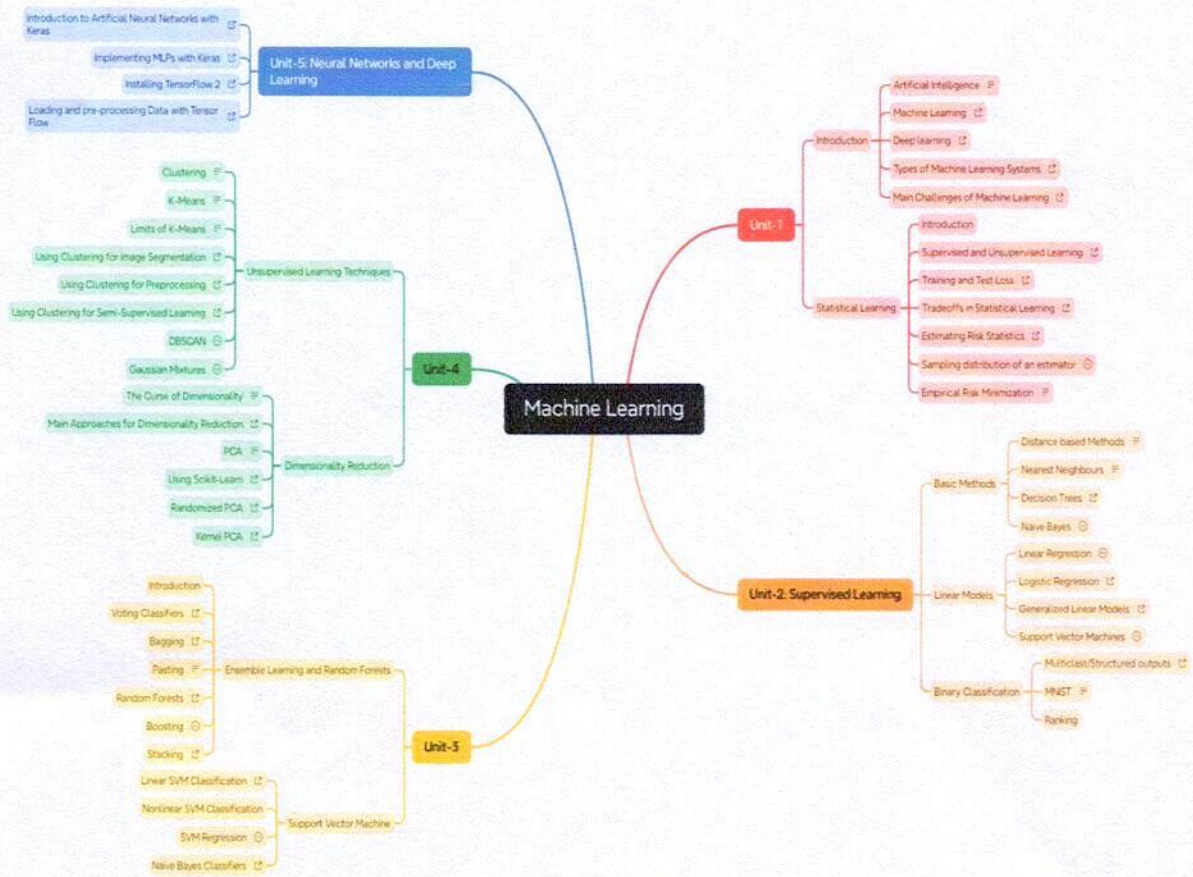 Machine Learning
Unit-1
Introduction
Artificial Intelligence
Machine Learning
Deep learning
Types of Machine Learning Systems
Main Challenges of Machine Learning
Statistical Learning
Introduction
Supervised and Unsupervised Learning
Training and Test Loss
Tradeoffs in Statistical Learning
Estimating Risk Statistics
Sampling distribution of an estimator
Empirical Risk Minimization
Unit-2: Supervised Learning
Basic Methods
Distance based Methods
Nearest Neighbours
Decision Trees
Naive Bayes
Linear Models
Linear Regression
Logistic Regression
Generalized Linear Models
Support Vector Machines
Binary Classification
Multiclass/Structured outputs
MNIST
Ranking
Unit-3
Ensemble Learning and Random Forests
Introduction
Voting Classifiers
Bagging
Pasting
Random Forests
Boosting
Stacking
Support Vector Machine
Linear SVM Classification
Nonlinear SVM Classification
SVM Regression
Naive Bayes Classifiers
Unit-4
Unsupervised Learning Techniques
Clustering
K-Means
Limits of K-Means
Using Clustering for Image Segmentation
Using Clustering for Preprocessing
Using Clustering for Semi-Supervised Learning
DBSCAN
Gaussian Mixtures
Dimensionality Reduction
The Curse of Dimensionality
Main Approaches for Dimensionality Reduction
PCA
Using Scikit-Learn
Randomized PCA
Kernel PCA
Unit-5: Neural Networks and Deep
Learning
Introduction to Artificial Neural Networks with
Keras
Implementing MLPs with Keras
Installing TensorFlow 2
Loading and pre-processing Data with Tensor
Flow